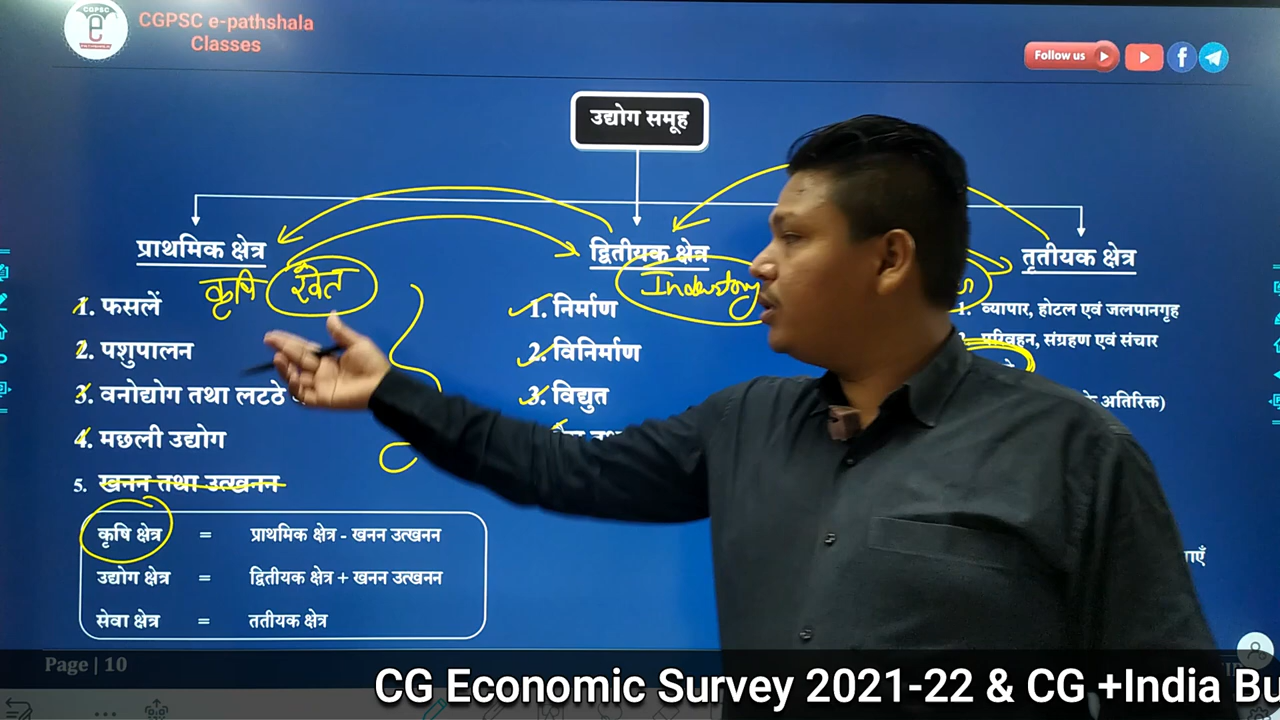 CGPSC
e
CGPSC e-pathshala
Classes
Follow us
उद्योग समूह
प्राथमिक क्षेत्र
द्वितीयक क्षेत्र
तृतीयक क्षेत्र
कृषि खेत
Industory
1. फसलें
2. पशुपालन
3. वनोद्योग तथा लटठे
4. मछली उद्योग
5. खनन तथा उत्खनन
1. निर्माण
2. विनिर्माण
3. विद्युत
1. व्यापार, होटल एवं जलपानगृह
परिवहन, संग्रहण एवं संचार
के अतिरिक्त)
कृषि क्षेत्र = प्राथमिक क्षेत्र - खनन उत्खनन
उद्योग क्षेत्र = द्वितीयक क्षेत्र + खनन उत्खनन
सेवा क्षेत्र = ततीयक क्षेत्र
Page | 10
CG Economic Survey 2021-22 & CG +India Bu